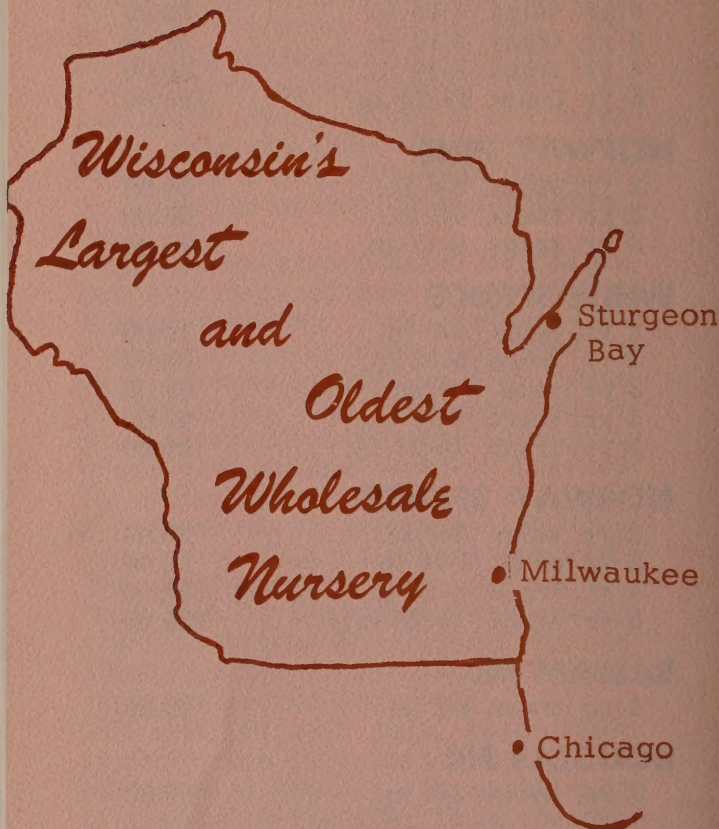 Wisconsin's
Largest
and
Oldest
Wholesale
Nursery
Sturgeon
Bay
Milwaukee
Chicago